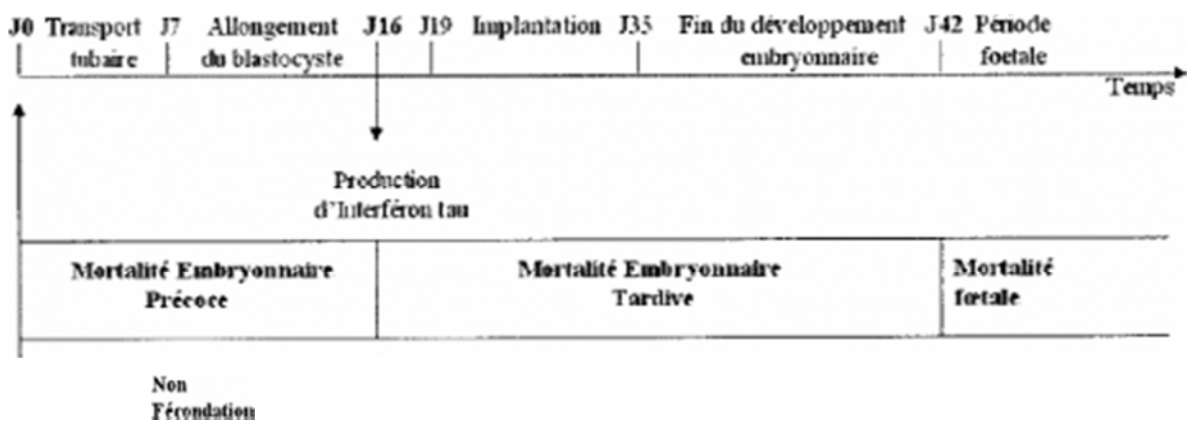 J0 Transport J7 Allongement J16 J19 Implantation J35 Fin du développement J42 Période
tubaire du blastocyste embryonnaire foetale
Temps
Production
d'Interféron tau
Mortalité Embryonnaire Mortalité Embryonnaire Mortalité
Précoce Tardive fœtale
Non
Fécondation